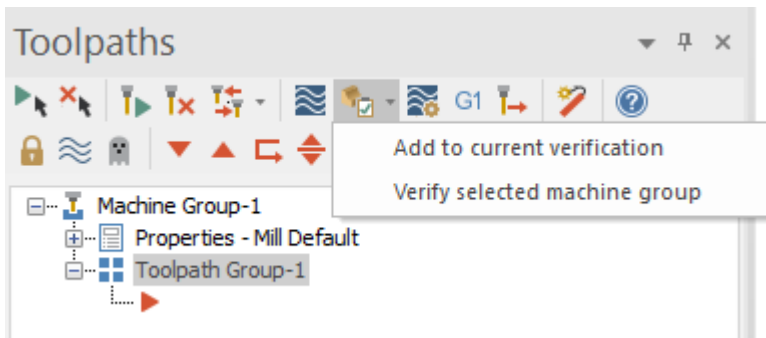 Toolpaths
G1
Add to current verification
Verify selected machine group
Machine Group-1
Properties - Mill Default
Toolpath Group-1